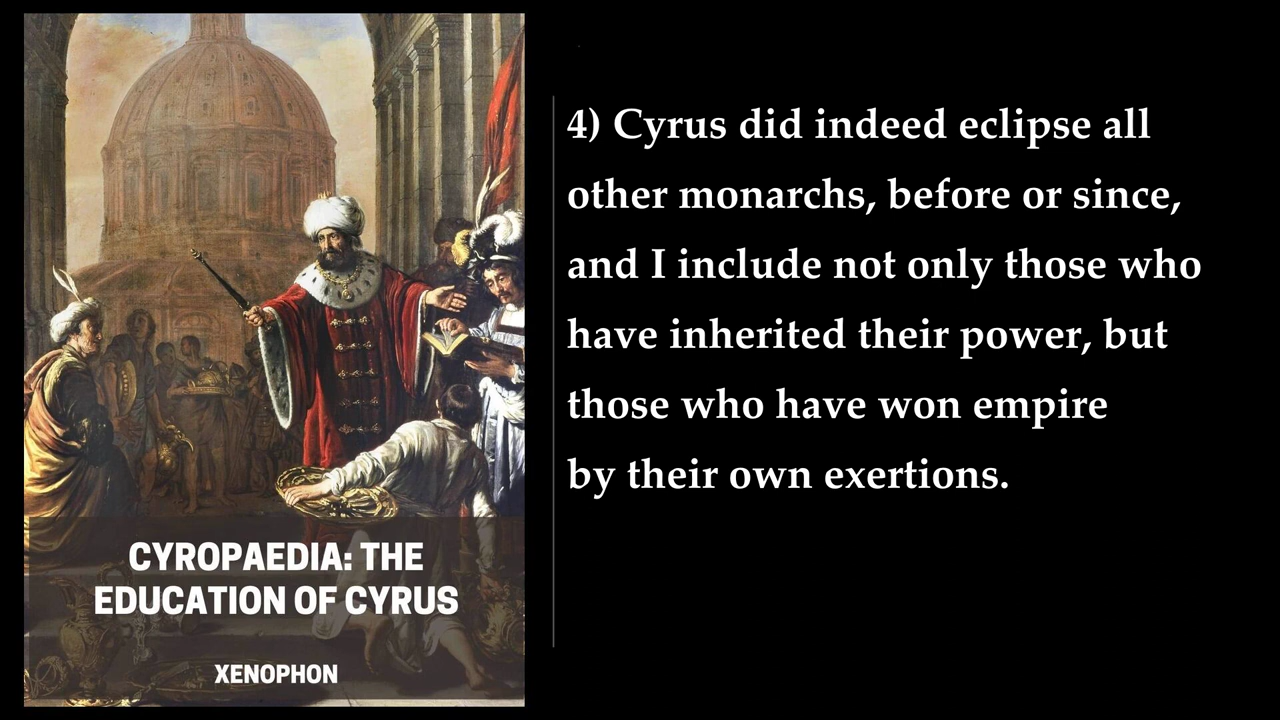 4) Cyrus did indeed eclipse all
other monarchs, before or since,
and I include not only those who
have inherited their power, but
those who have won empire
by their own exertions.
CYROPAEDIA: THE
EDUCATION OF CYRUS
XENOPHON